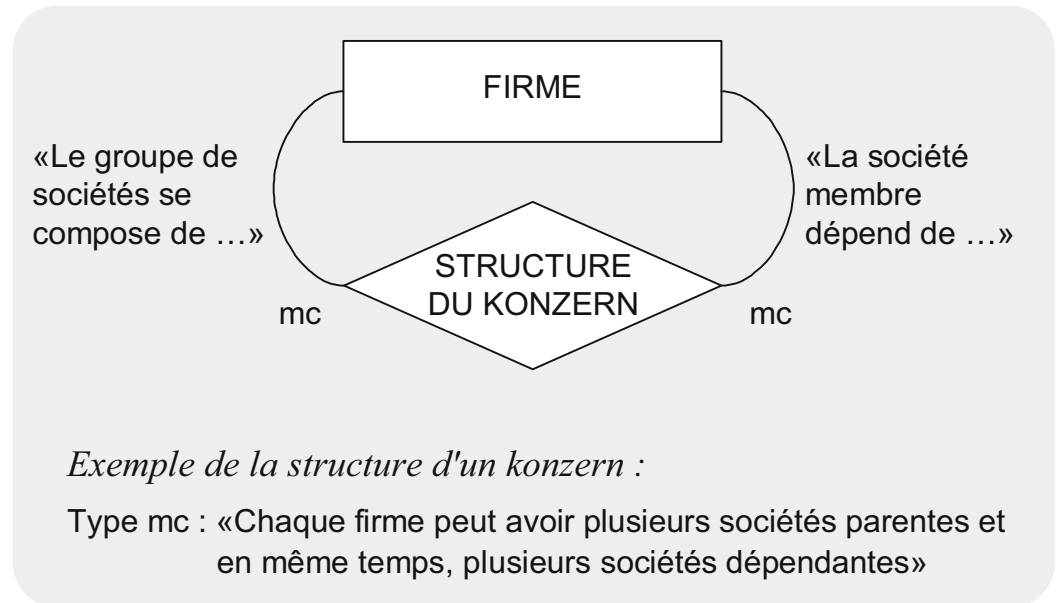 FIRME
«Le groupe de
sociétés se
compose de …»
«La société
membre
dépend de …»
STRUCTURE
DU KONZERN
mc
mc
Exemple de la structure d'un konzern :
Type mc : «Chaque firme peut avoir plusieurs sociétés parentes et
en même temps, plusieurs sociétés dépendantes»